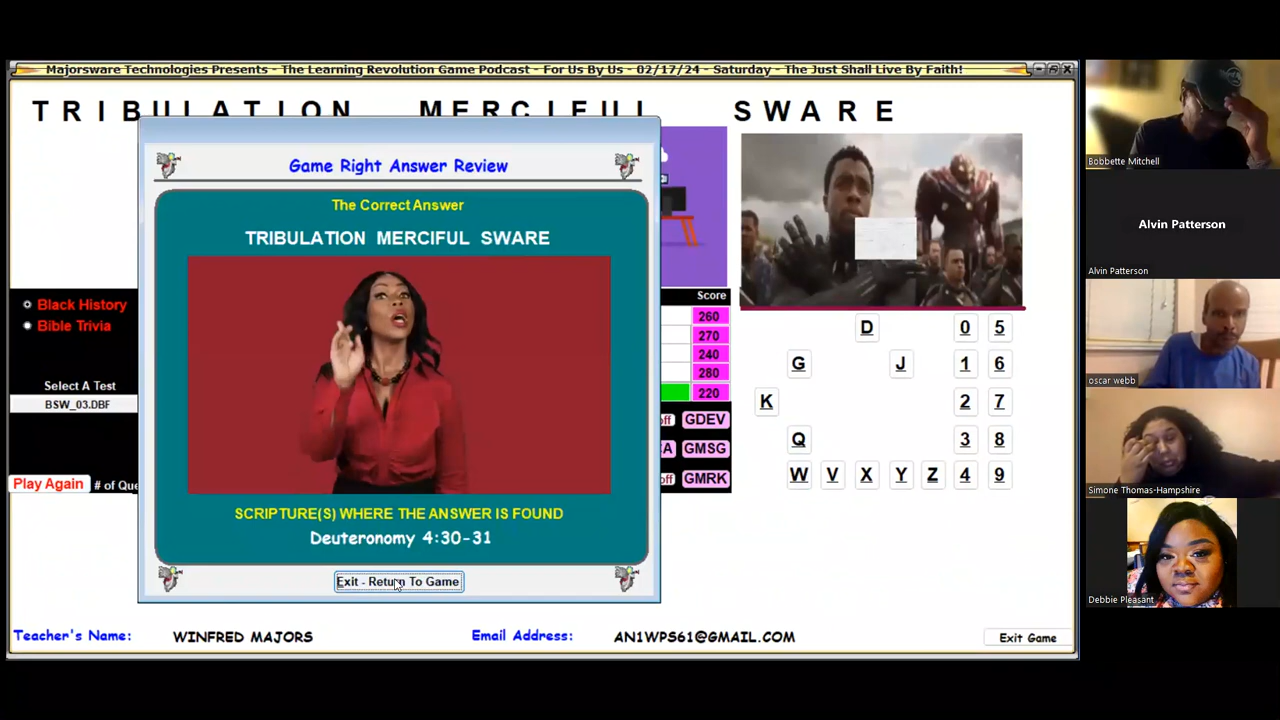 Majorsware Technologies Presents - The Learning Revolution Game Podcast - For Us By Us - 02/17/24 - Saturday - The Just Shall Live By Faith!
TRIBULATION MERCIFUL SWARE
Game Right Answer Review
The Correct Answer
TRIBULATION MERCIFUL SWARE
SCRIPTURE(S) WHERE THE ANSWER IS FOUND
Deuteronomy 4:30-31
Exit - Return To Game
Black History
Bible Trivia
Select A Test
BSW_03.DBF
Play Again # of Que
Score
260
270
240
280
220
off GDEV
A GMSG
off GMRK
D 0 5
G J 1 6
K 2 7
Q 3 8
W V X Y Z 4 9
Teacher's Name: WINFRED MAJORS Email Address: AN1WPS61@GMAIL.COM
Exit Game
Bobbette Mitchell
Alvin Patterson
Alvin Patterson
oscar webb
Simone Thomas-Hampshire
Debbie Pleasant